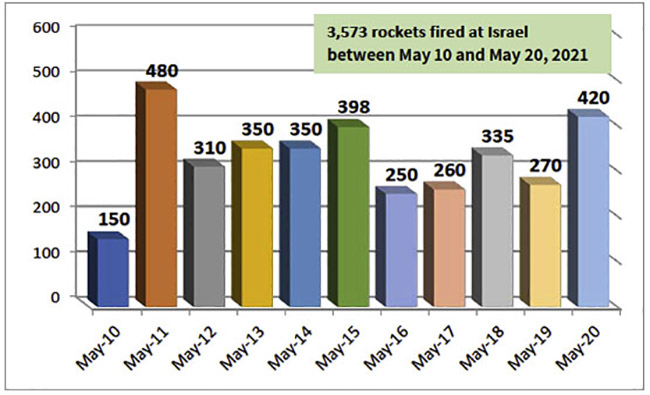 3,573 rockets fired at Israel
between May 10 and May 20, 2021
600
500
400
300
200
100
0
150
480
310
350
350
398
250
260
335
270
420
May-10
May-11
May-12
May-13
May-14
May-15
May-16
May-17
May-18
May-19
May-20